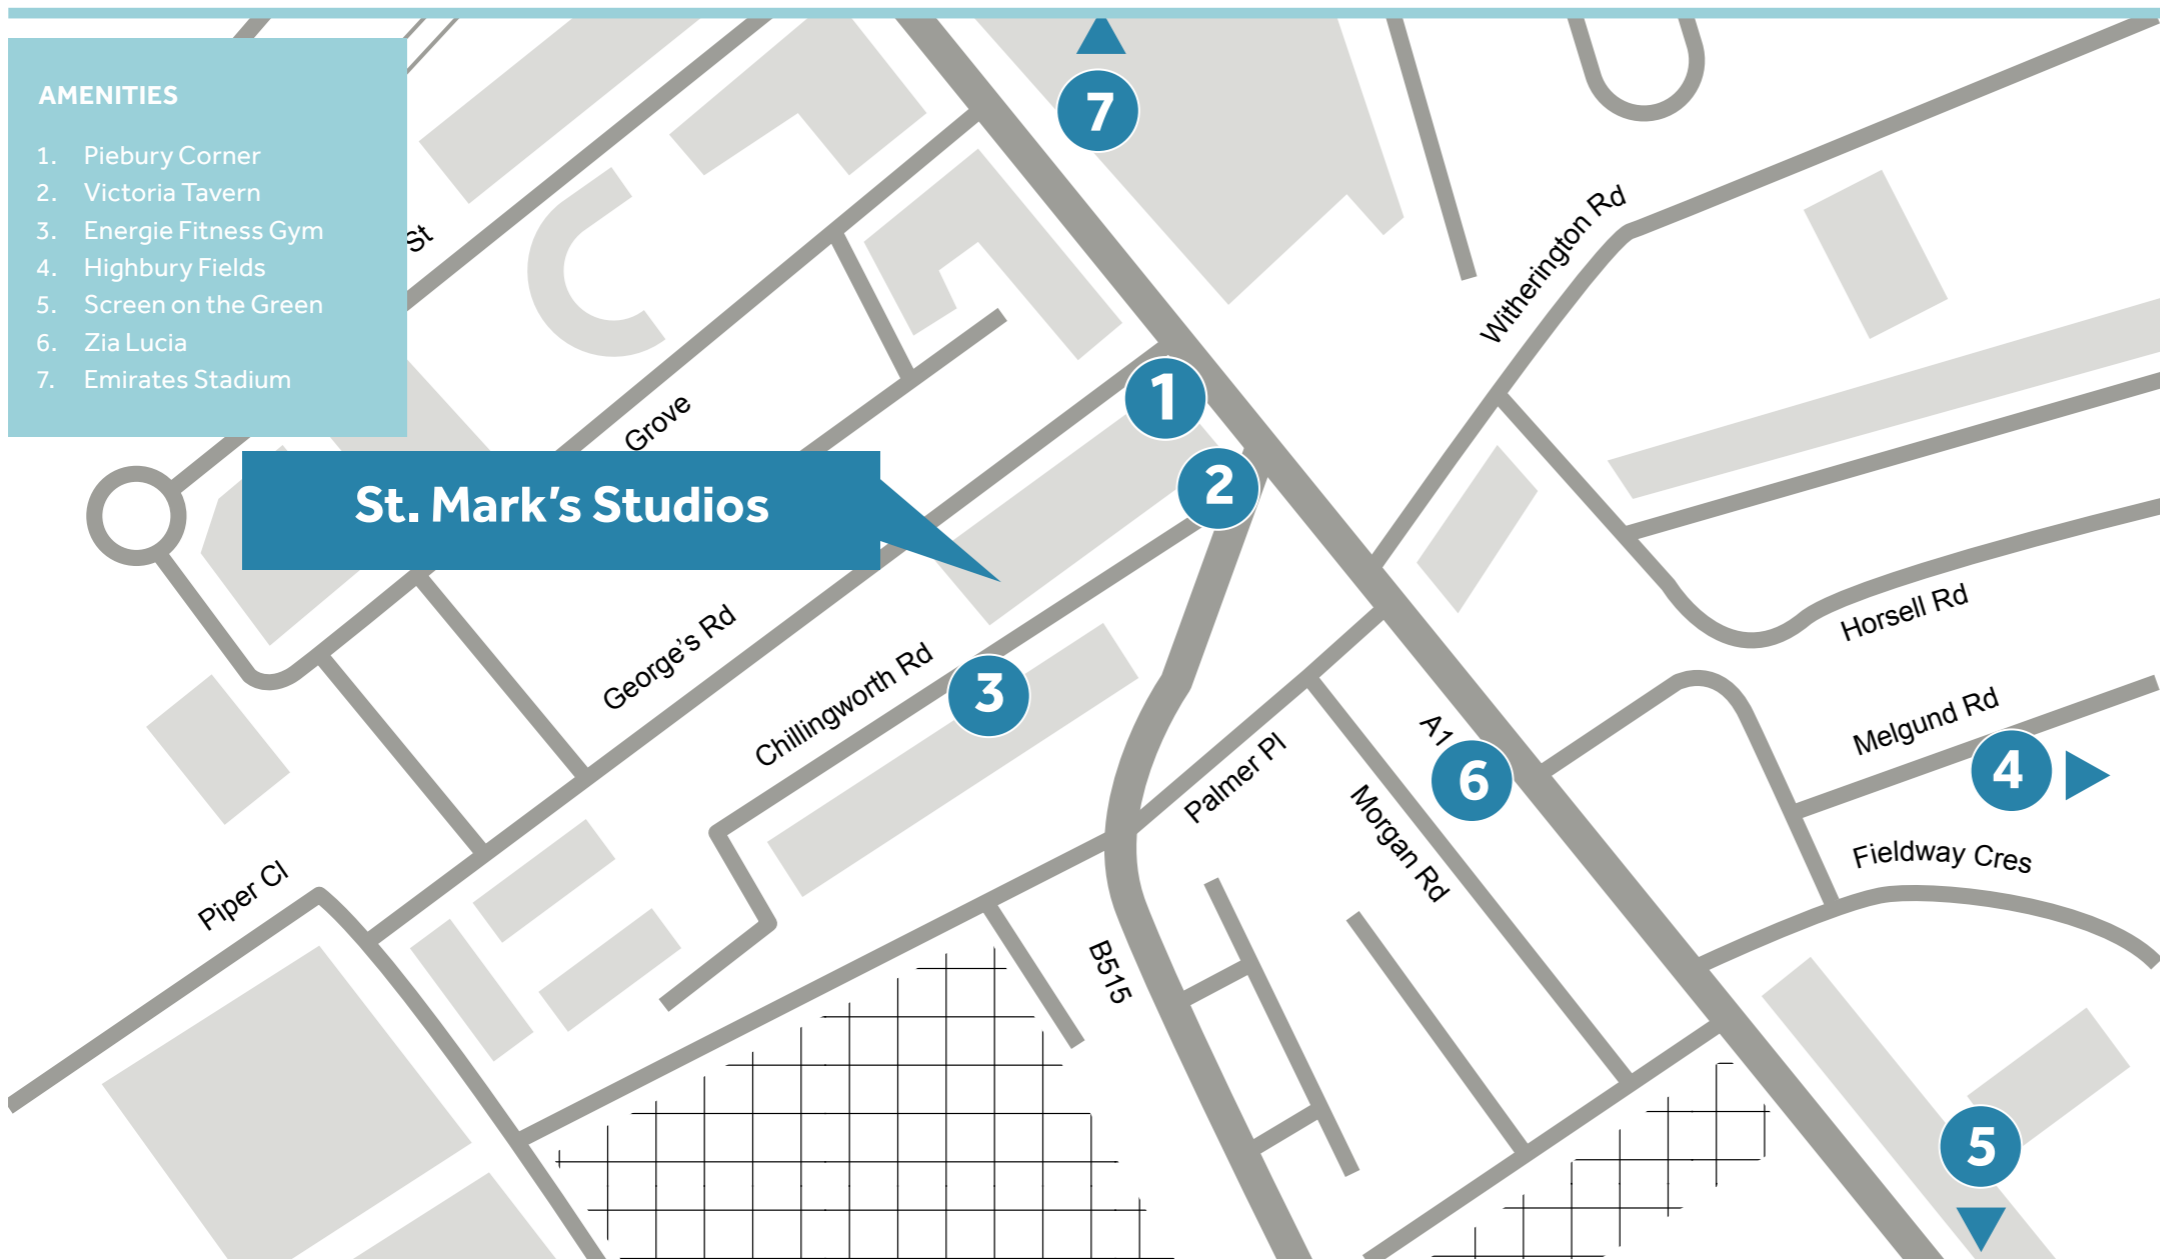 AMENITIES
1. Piebury Corner
2. Victoria Tavern
3. Energie Fitness Gym
4. Highbury Fields
5. Screen on the Green
6. Zia Lucia
7. Emirates Stadium
7
St
Witherington Rd
Grove
1
2
St. Mark's Studios
George's Rd
Chillingworth Rd
3
Horsell Rd
Melgund Rd
A1
4
6
Palmer Pl
Morgan Rd
Fieldway Cres
Piper Cl
B515
5